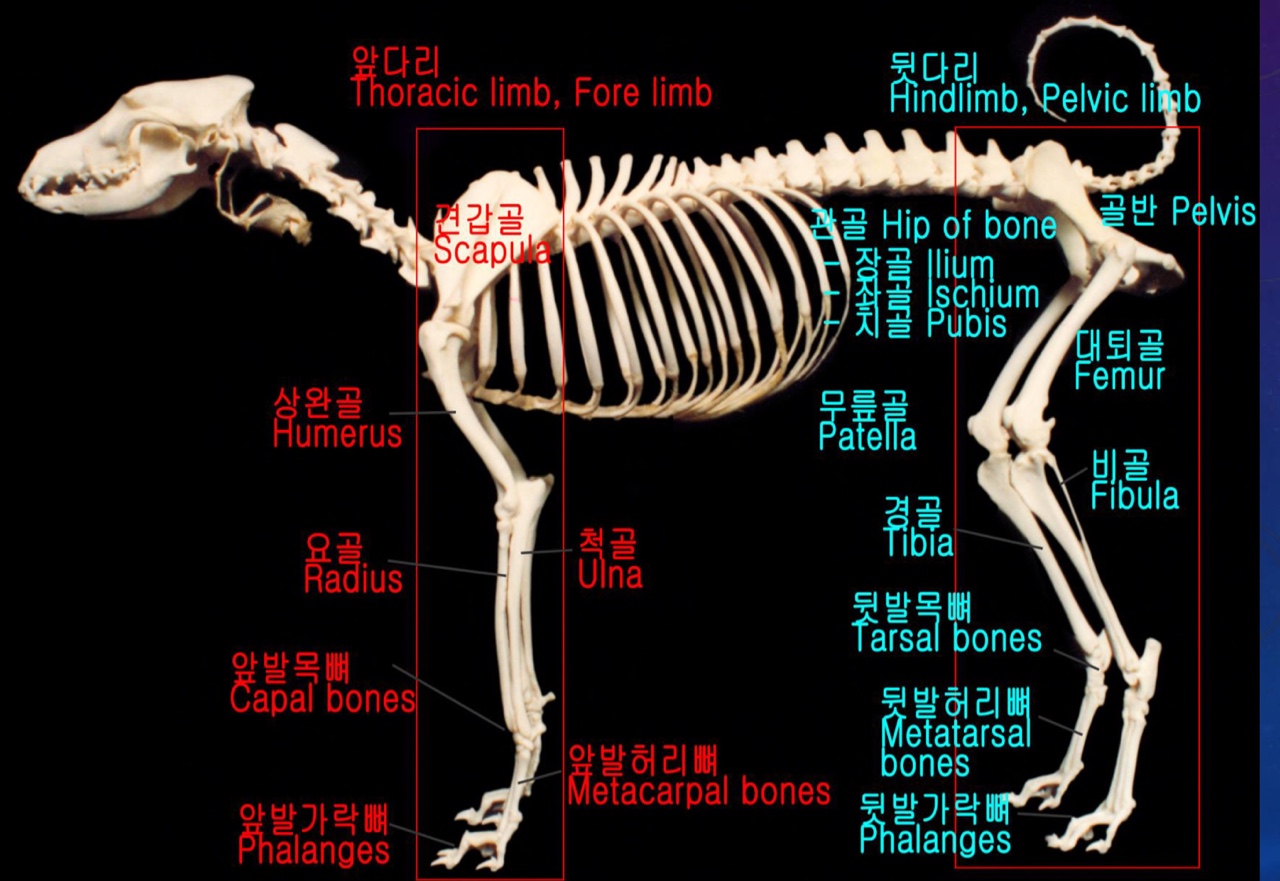 앞다리
Thoracic limb, Fore limb
뒷다리
Hindlimb, Pelvic limb
견갑골
Scapula
골반 Pelvis
관골 Hip of bone
- 장골 Ilium
- 좌골 Ischium
- 치골 Pubis
대퇴골
Femur
상완골
Humerus
무릎골
Patella
비골
Fibula
경골
Tibia
요골
Radius
척골
Ulna
뒷발목뼈
Tarsal bones
앞발목뼈
Capal bones
뒷발허리뼈
Metatarsal
bones
앞발허리뼈
Metacarpal bones
앞발가락뼈
Phalanges
뒷발가락뼈
Phalanges